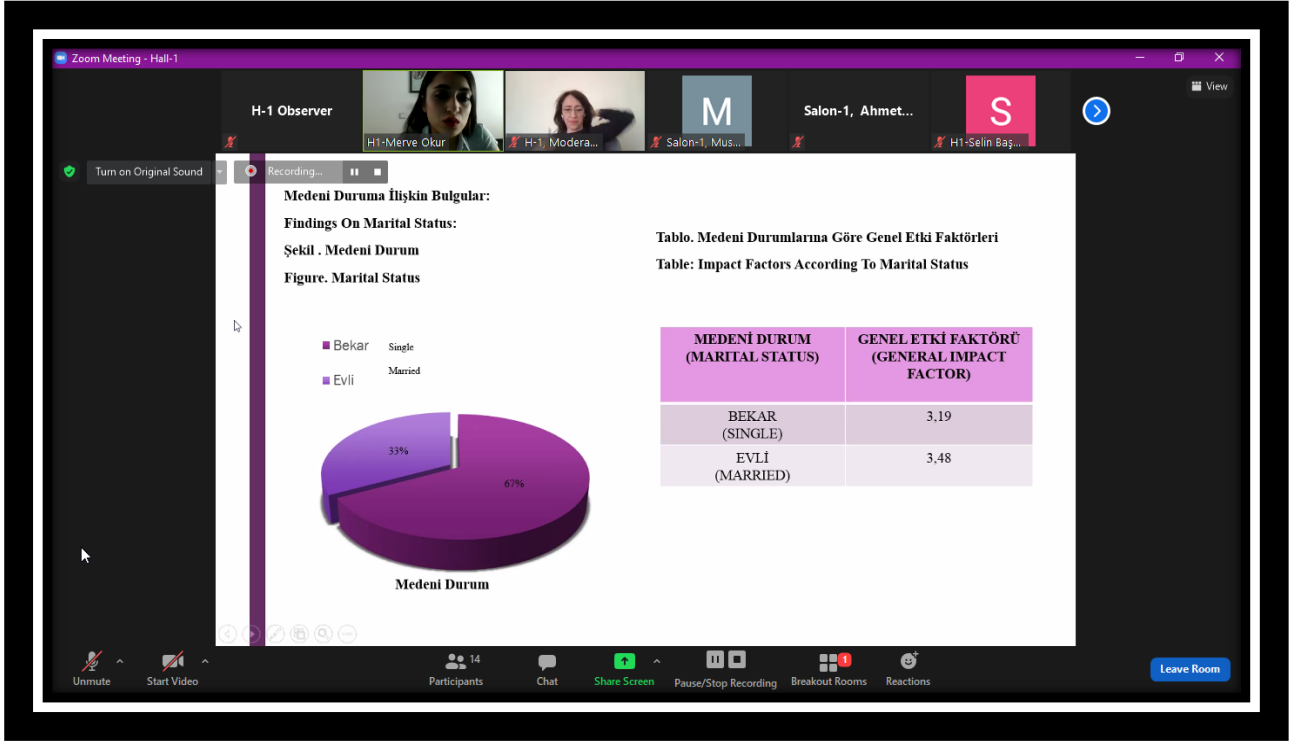 Zoom Meeting - Hall-1
View
H-1 Observer
H1-Merve Okur
H-1, Modera...
M
Salon-1, Mus...
Salon-1, Ahmet...
S
H1-Selin Baş...
Turn on Original Sound
Recording...
Medeni Duruma İlişkin Bulgular:
Findings On Marital Status:
Şekil . Medeni Durum
Figure. Marital Status
Bekar Single
Married
Evli
33%
67%
Medeni Durum
Tablo. Medeni Durumlarına Göre Genel Etki Faktörleri
Table: Impact Factors According To Marital Status
MEDENİ DURUM
(MARITAL STATUS)
GENEL ETKİ FAKTÖRÜ
(GENERAL IMPACT
FACTOR)
BEKAR
(SINGLE)
3,19
EVLİ
(MARRIED)
3,48
Unmute
Start Video
14
Participants
Chat
Share Screen
Pause/Stop Recording
1
Breakout Rooms
Reactions
Leave Room